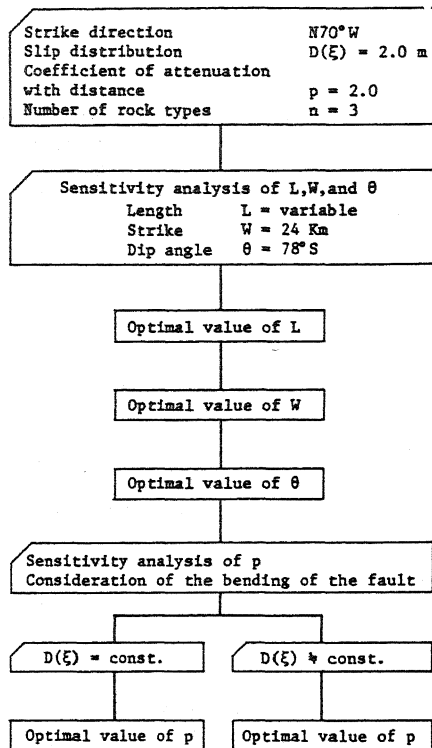 Strike direction N70°W
Slip distribution D(ξ) = 2.0 m
Coefficient of attenuation
with distance p = 2.0
Number of rock types n = 3
Sensitivity analysis of L,W,and θ
Length L = variable
Strike W = 24 Km
Dip angle θ = 78°S
Optimal value of L
Optimal value of W
Optimal value of θ
Sensitivity analysis of p
Consideration of the bending of the fault
D(ξ) = const.
D(ξ) ≒ const.
Optimal value of p
Optimal value of p